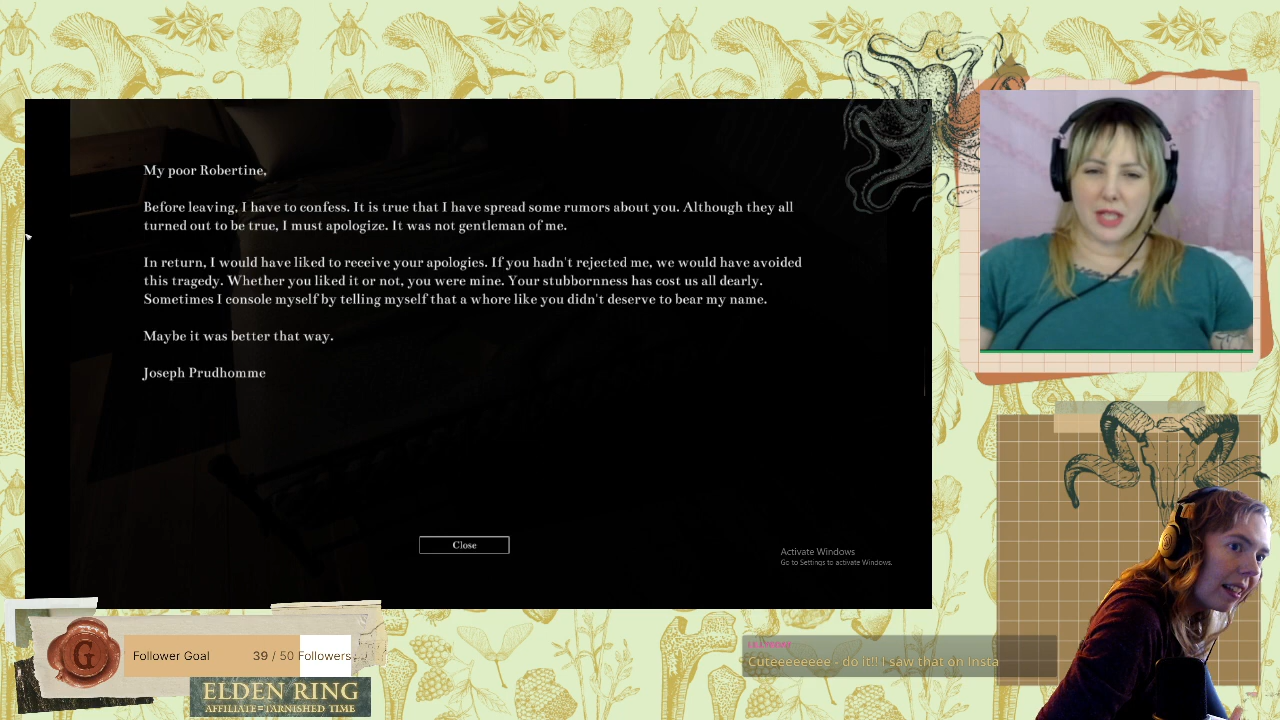 My poor Robertine,
Before leaving, I have to confess. It is true that I have spread some rumors about you. Although they all
turned out to be true, I must apologize. It was not gentleman of me.
In return, I would have liked to receive your apologies. If you hadn't rejected me, we would have avoided
this tragedy. Whether you liked it or not, you were mine. Your stubbornness has cost us all dearly.
Sometimes I console myself by telling myself that a whore like you didn't deserve to bear my name.
Maybe it was better that way.
Joseph Prudhomme
Close
Activate Windows
Go to Settings to activate Windows.
G
Follower Goal 39 / 50 Followers
Cuteeeeeeee - do it!! I saw that on Insta
ELDEN RING
AFFILIATE=TARNISHED TIME